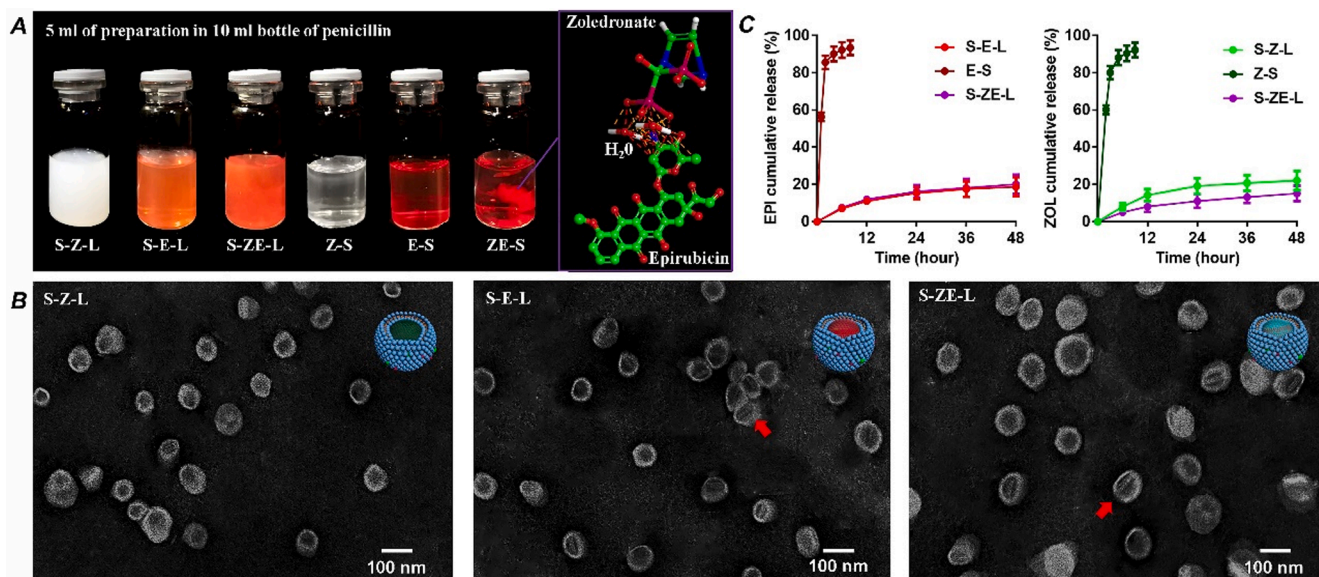 A
5 ml of preparation in 10 ml bottle of penicillin
S-Z-L
S-E-L
S-ZE-L
Z-S
E-S
ZE-S
Zoledronate
H₂0
Epirubicin
C
EPI cumulative release (%)
100
80
60
40
20
0
12
24
36
48
Time (hour)
S-E-L
E-S
S-ZE-L
ZOL cumulative release (%)
100
80
60
40
20
0
12
24
36
48
Time (hour)
S-Z-L
Z-S
S-ZE-L
B
S-Z-L
100 nm
S-E-L
100 nm
S-ZE-L
100 nm